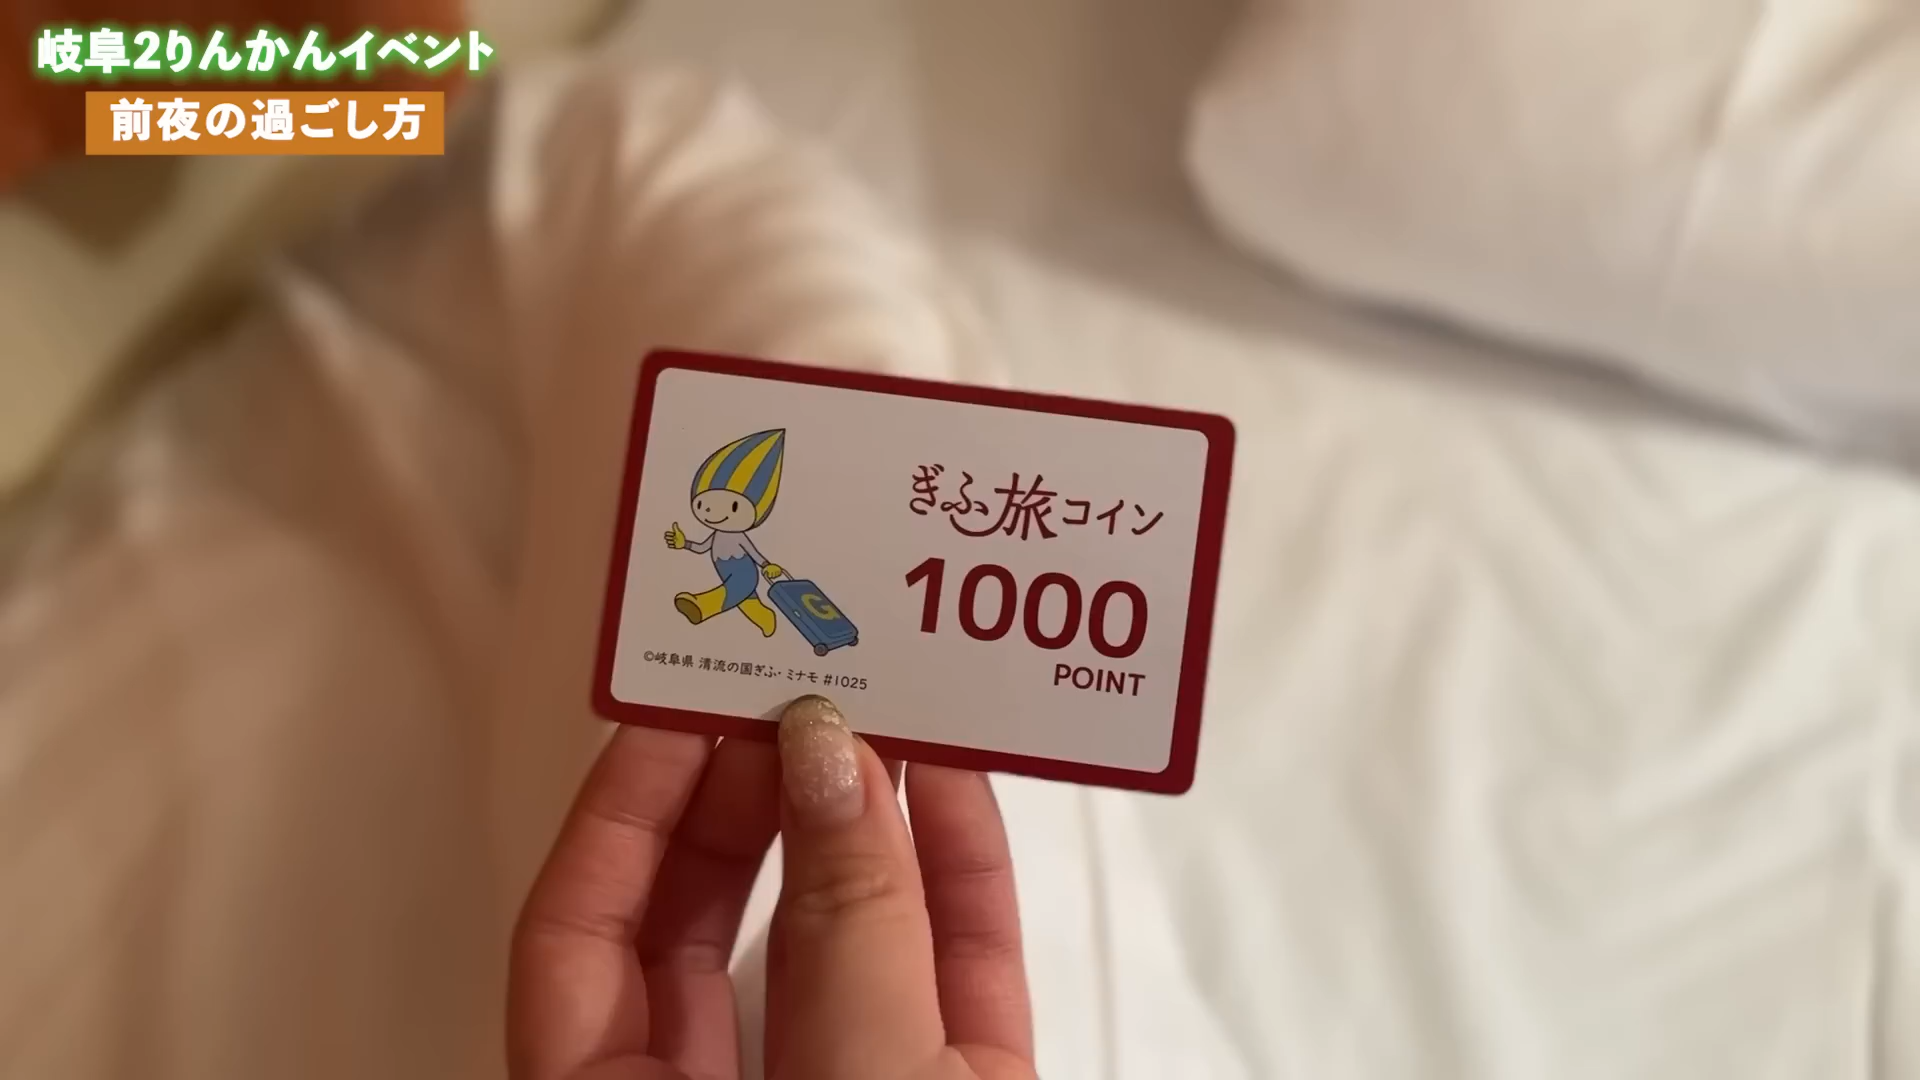 岐阜2りんかんイベント
前夜の過ごし方
ぎふ旅コイン
1000
POINT
©岐阜県 清流の国ぎふ・ミナモ #1025
G